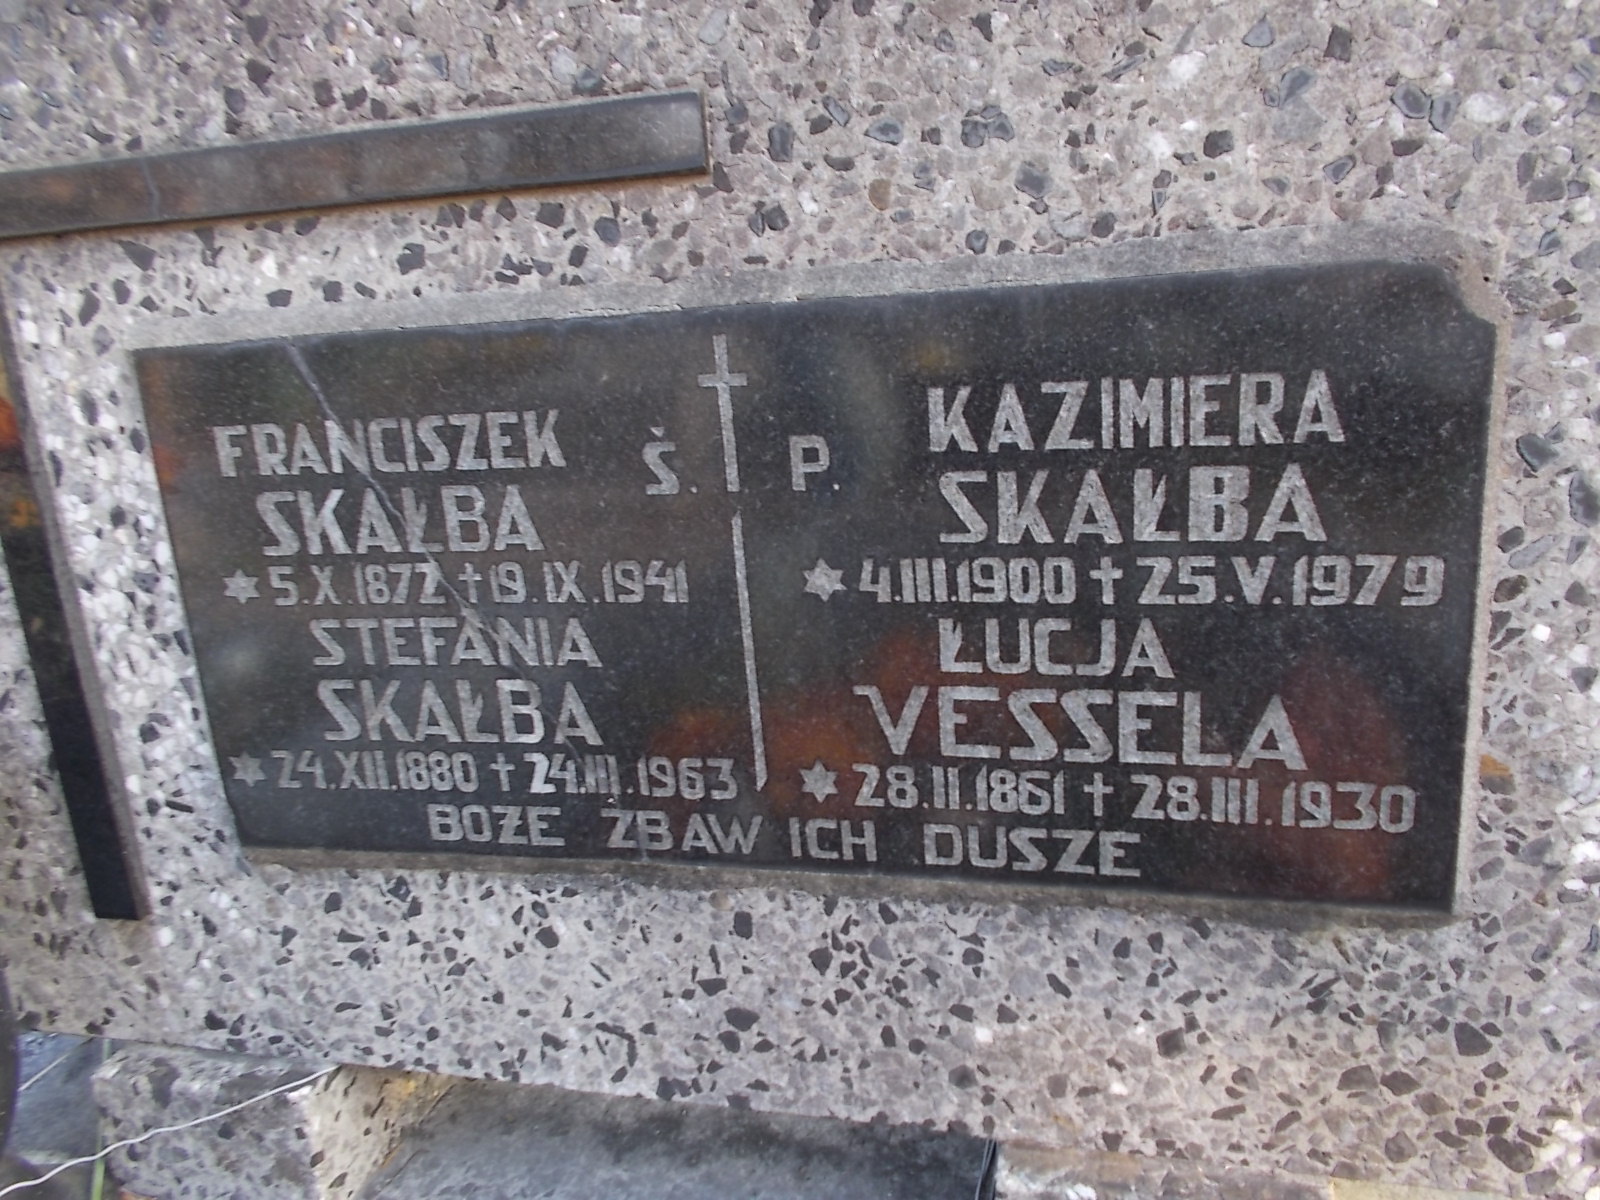 Ś. P.
FRANCISZEK
SKAŁBA
* 5.X.1872 † 19.IX.1941
STEFANIA
SKAŁBA
* 24.XII.1880 † 24.III.1963
KAZIMIERA
SKAŁBA
* 4.III.1900 † 25.V.1979
ŁUCJA
VESSELA
* 28.II.1861 † 28.III.1930
BOŻE ZBAW ICH DUSZE